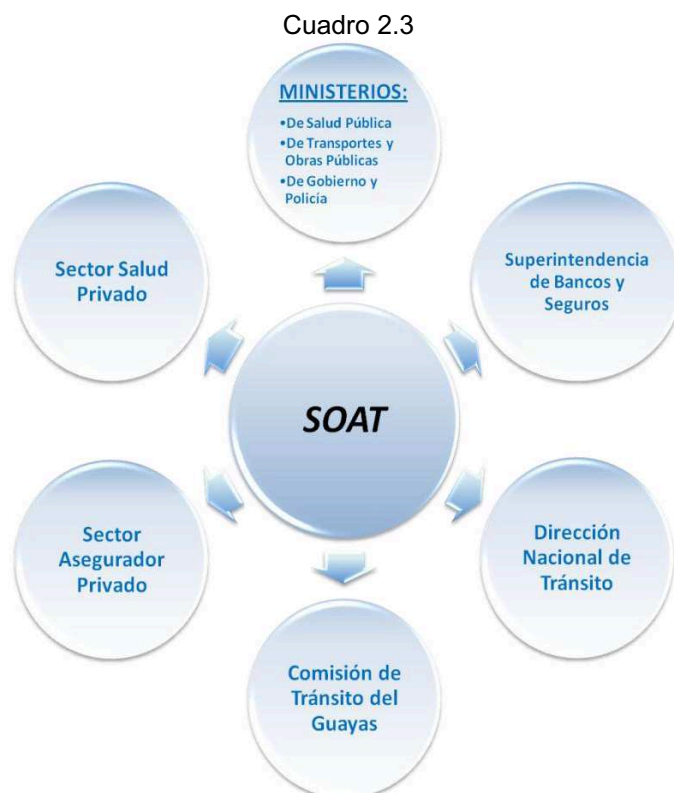 Cuadro 2.3
MINISTERIOS:
•De Salud Pública
•De Transportes y
Obras Públicas
•De Gobierno y
Policía
Sector Salud
Privado
Superintendencia
de Bancos y
Seguros
SOAT
Sector
Asegurador
Privado
Dirección
Nacional de
Tránsito
Comisión de
Tránsito del
Guayas